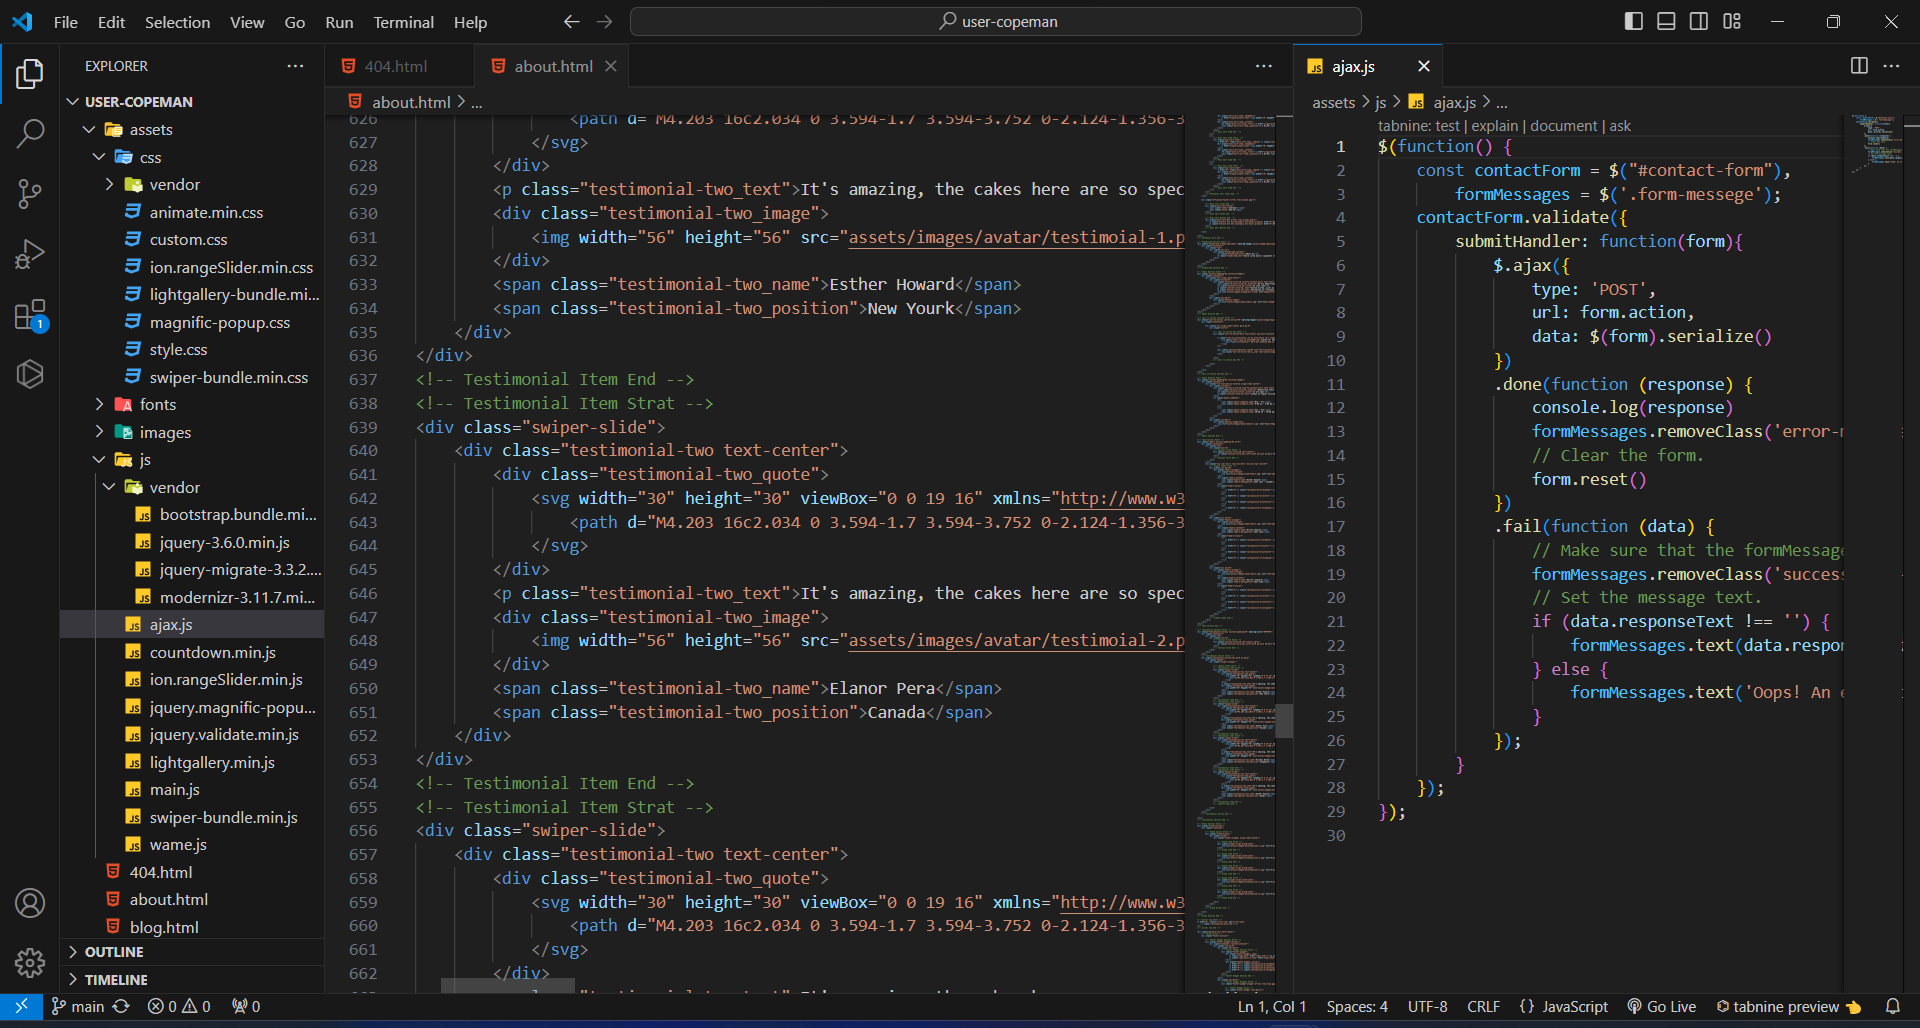 File Edit Selection View Go Run Terminal Help
user-copeman
EXPLORER
USER-COPEMAN
assets
css
vendor
animate.min.css
custom.css
ion.rangeSlider.min.css
lightgallery-bundle.mi...
magnific-popup.css
style.css
swiper-bundle.min.css
fonts
images
js
vendor
bootstrap.bundle.mi...
jquery-3.6.0.min.js
jquery-migrate-3.3.2....
modernizr-3.11.7.mi...
ajax.js
countdown.min.js
ion.rangeSlider.min.js
jquery.magnific-popu...
jquery.validate.min.js
lightgallery.min.js
main.js
swiper-bundle.min.js
wame.js
404.html
about.html
blog.html
OUTLINE
TIMELINE
404.html about.html
about.html > ...
626 <path d="M4.203 16c2.034 0 3.594-1.7 3.594-3.752 0-2.124-1.356-3
627 </svg>
628 </div>
629 <p class="testimonial-two_text">It's amazing, the cakes here are so spec
630 <div class="testimonial-two_image">
631 <img width="56" height="56" src="assets/images/avatar/testimoial-1.p
632 </div>
633 <span class="testimonial-two_name">Esther Howard</span>
634 <span class="testimonial-two_position">New Yourk</span>
635 </div>
636 </div>
637 <!-- Testimonial Item End -->
638 <!-- Testimonial Item Strat -->
639 <div class="swiper-slide">
640 <div class="testimonial-two text-center">
641 <div class="testimonial-two_quote">
642 <svg width="30" height="30" viewBox="0 0 19 16" xmlns="http://www.w3
643 <path d="M4.203 16c2.034 0 3.594-1.7 3.594-3.752 0-2.124-1.356-3
644 </svg>
645 </div>
646 <p class="testimonial-two_text">It's amazing, the cakes here are so spec
647 <div class="testimonial-two_image">
648 <img width="56" height="56" src="assets/images/avatar/testimoial-2.p
649 </div>
650 <span class="testimonial-two_name">Elanor Pera</span>
651 <span class="testimonial-two_position">Canada</span>
652 </div>
653 </div>
654 <!-- Testimonial Item End -->
655 <!-- Testimonial Item Strat -->
656 <div class="swiper-slide">
657 <div class="testimonial-two text-center">
658 <div class="testimonial-two_quote">
659 <svg width="30" height="30" viewBox="0 0 19 16" xmlns="http://www.w3
660 <path d="M4.203 16c2.034 0 3.594-1.7 3.594-3.752 0-2.124-1.356-3
661 </svg>
662 </div>
ajax.js
assets > js > ajax.js > ...
tabnine: test | explain | document | ask
1 $(function() {
2 const contactForm = $("#contact-form"),
3 formMessages = $('.form-messege');
4 contactForm.validate({
5 submitHandler: function(form){
6 $.ajax({
7 type: 'POST',
8 url: form.action,
9 data: $(form).serialize()
10 })
11 .done(function (response) {
12 console.log(response)
13 formMessages.removeClass('error-
14 // Clear the form.
15 form.reset()
16 })
17 .fail(function (data) {
18 // Make sure that the formMessage
19 formMessages.removeClass('success
20 // Set the message text.
21 if (data.responseText !== '') {
22 formMessages.text(data.respon
23 } else {
24 formMessages.text('Oops! An
25 }
26 });
27 }
28 });
29 });
30
1
main 0 0 0
Ln 1, Col 1 Spaces: 4 UTF-8 CRLF {} JavaScript Go Live tabnine preview